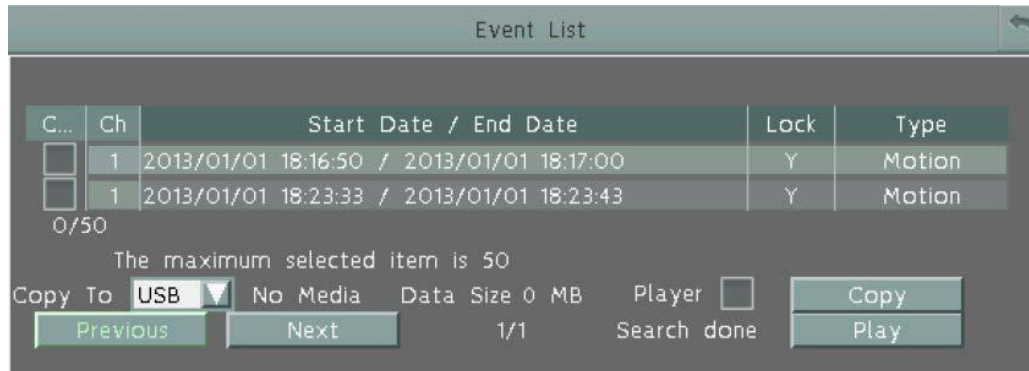 Event List
C... Ch Start Date / End Date Lock Type
1 2013/01/01 18:16:50 / 2013/01/01 18:17:00 Y Motion
1 2013/01/01 18:23:33 / 2013/01/01 18:23:43 Y Motion
0/50
The maximum selected item is 50
Copy To USB No Media Data Size 0 MB Player Copy
Previous Next 1/1 Search done Play